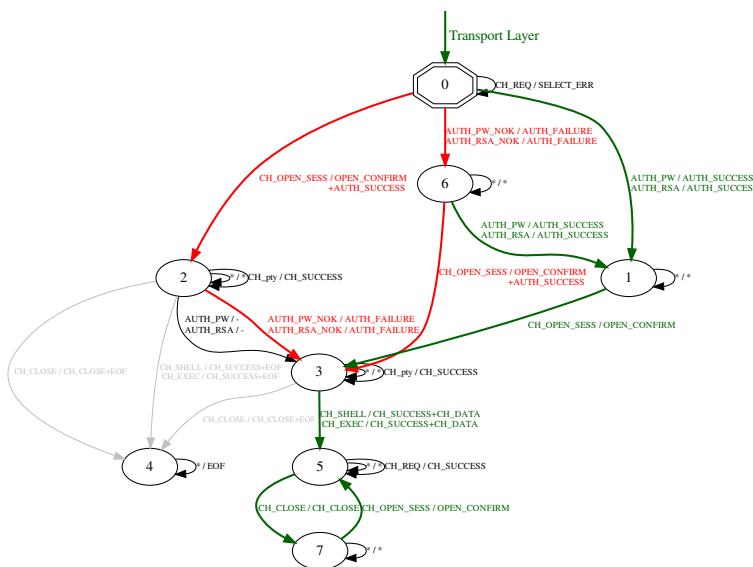 Transport Layer
0
CH_REQ / SELECT_ERR
AUTH_PW_NOK / AUTH_FAILURE
AUTH_RSA_NOK / AUTH_FAILURE
CH_OPEN_SESS / OPEN_CONFIRM
+AUTH_SUCCESS
6
* / *
AUTH_PW / AUTH_SUCCESS
AUTH_RSA / AUTH_SUCCES
AUTH_PW / AUTH_SUCCESS
AUTH_RSA / AUTH_SUCCESS
2
* / *
CH_pty / CH_SUCCESS
CH_OPEN_SESS / OPEN_CONFIRM
+AUTH_SUCCESS
1
* / *
AUTH_PW / -
AUTH_RSA / -
AUTH_PW_NOK / AUTH_FAILURE
AUTH_RSA_NOK / AUTH_FAILURE
CH_OPEN_SESS / OPEN_CONFIRM
CH_CLOSE / CH_CLOSE+EOF
CH_SHELL / CH_SUCCESS+EOF
CH_EXEC / CH_SUCCESS+EOF
3
* / *
CH_pty / CH_SUCCESS
CH_CLOSE / CH_CLOSE+EOF
CH_SHELL / CH_SUCCESS+CH_DATA
CH_EXEC / CH_SUCCESS+CH_DATA
4
* / EOF
5
* / *
CH_REQ / CH_SUCCESS
CH_CLOSE / CH_CLOSE
CH_OPEN_SESS / OPEN_CONFIRM
7
* / *